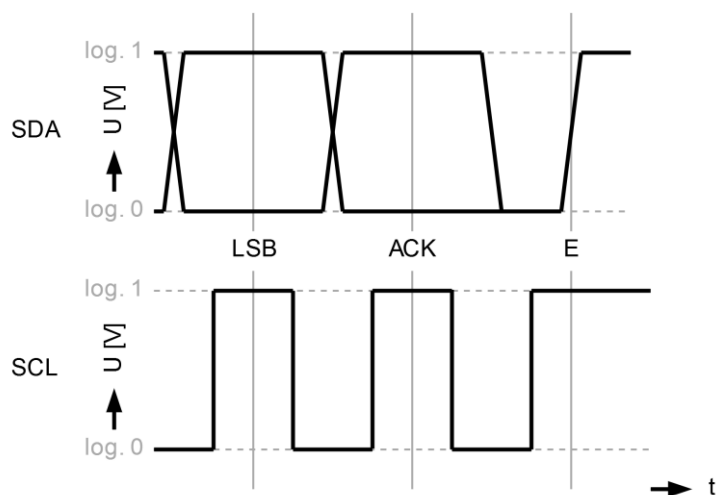 log. 1
U [V]
SDA
log. 0
LSB ACK E
log. 1
U [V]
SCL
log. 0
t